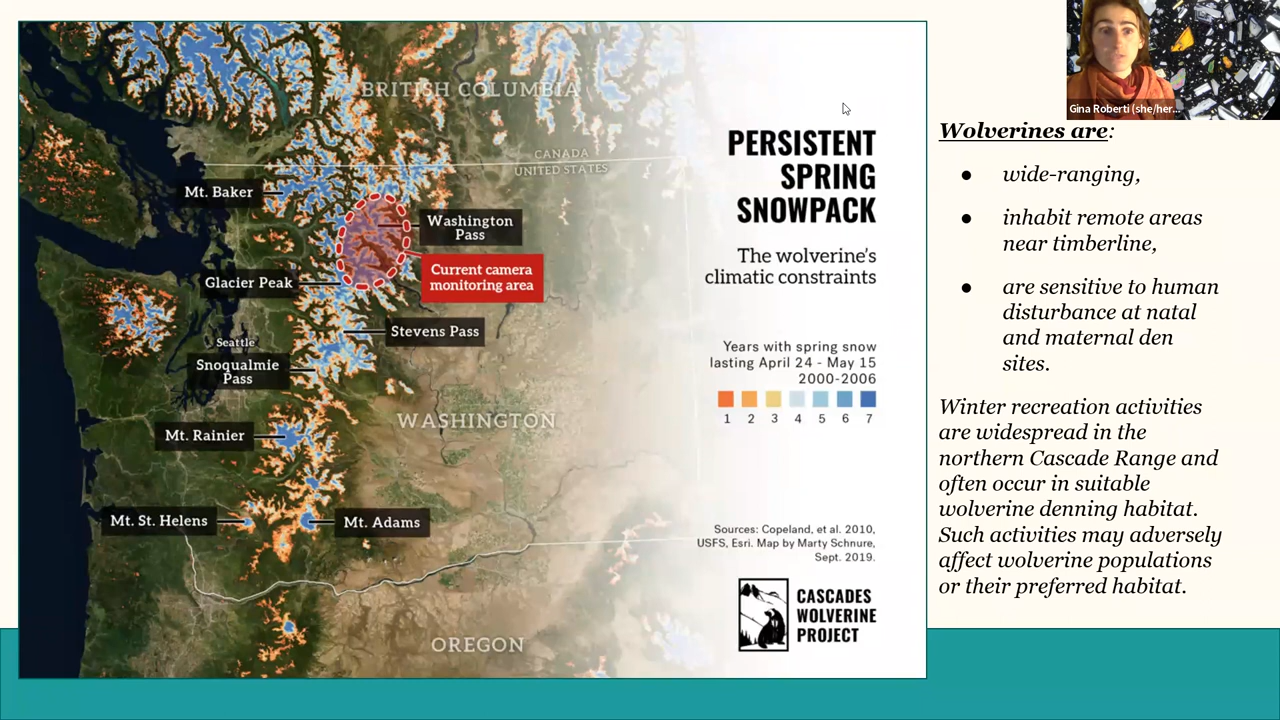 BRITISH COLUMBIA
CANADA
UNITED STATES
Mt. Baker
Washington
Pass
Current camera
monitoring area
Glacier Peak
Stevens Pass
Seattle
Snoqualmie
Pass
WASHINGTON
Mt. Rainier
Mt. St. Helens
Mt. Adams
OREGON
PERSISTENT
SPRING
SNOWPACK
The wolverine's
climatic constraints
Years with spring snow
lasting April 24 - May 15
2000-2006
1 2 3 4 5 6 7
Sources: Copeland, et al. 2010,
USFS, Esri. Map by Marty Schnure,
Sept. 2019.
CASCADES
WOLVERINE
PROJECT
Gina Roberti (she/her...
Wolverines are:
● wide-ranging,
● inhabit remote areas
near timberline,
● are sensitive to human
disturbance at natal
and maternal den
sites.
Winter recreation activities
are widespread in the
northern Cascade Range and
often occur in suitable
wolverine denning habitat.
Such activities may adversely
affect wolverine populations
or their preferred habitat.